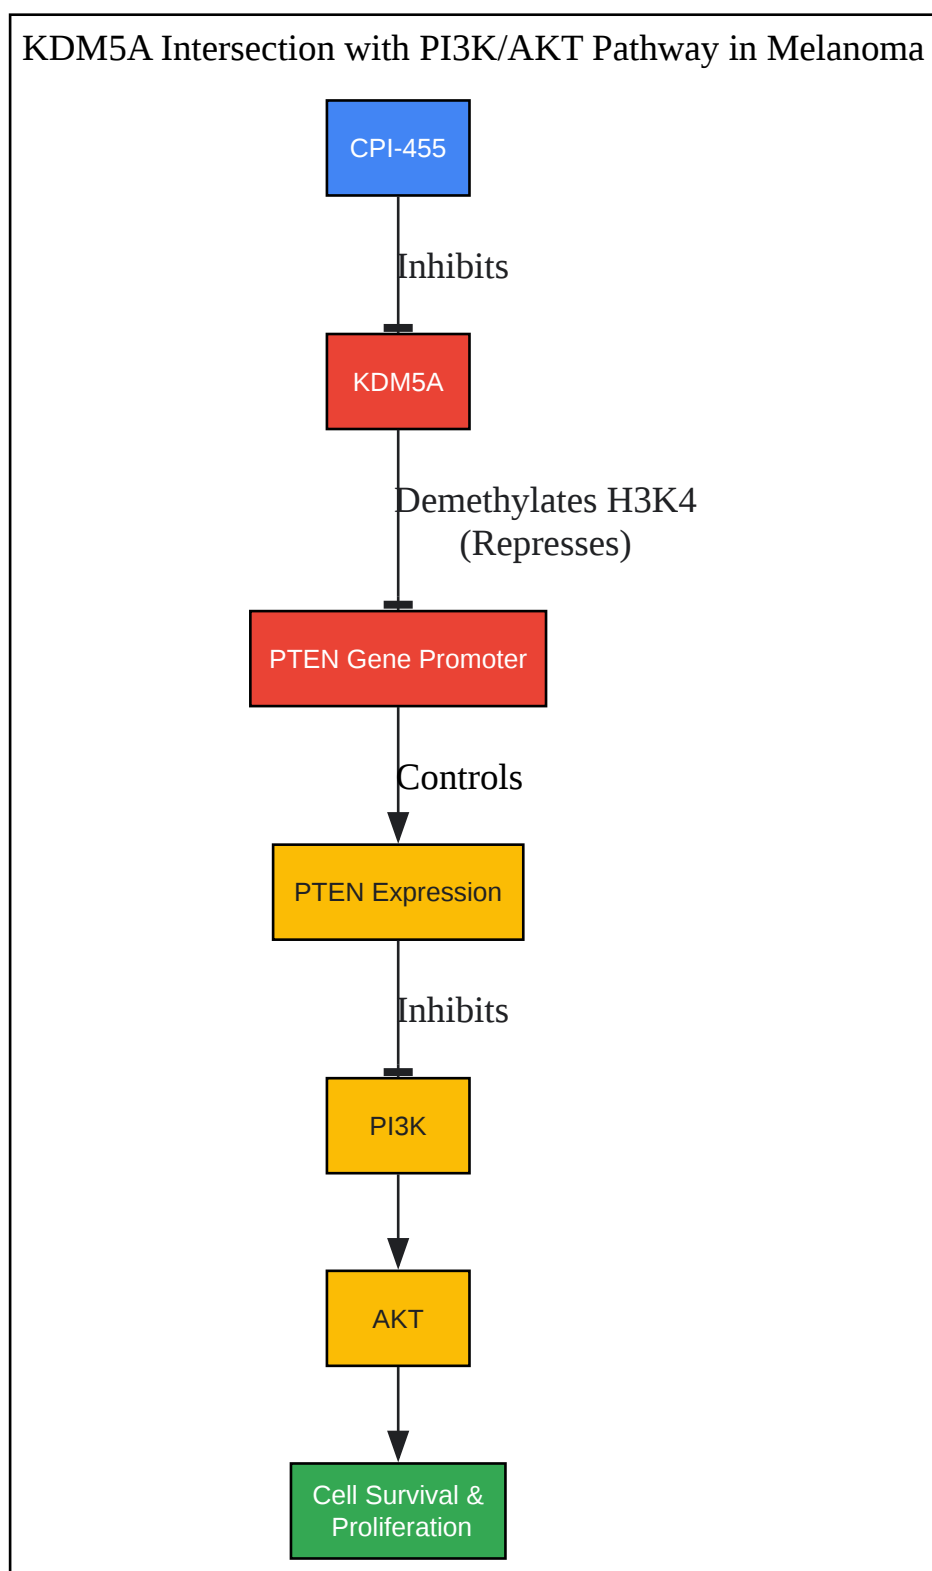 KDM5A Intersection with PI3K/AKT Pathway in Melanoma
CPI-455
Inhibits
KDM5A
Demethylates H3K4
(Represses)
PTEN Gene Promoter
Controls
PTEN Expression
Inhibits
PI3K
AKT
Cell Survival &
Proliferation